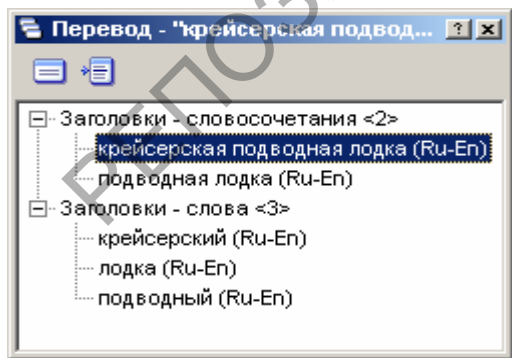 Перевод - "крейсерская подвод...
Заголовки - словосочетания <2>
крейсерская подводная лодка (Ru-En)
подводная лодка (Ru-En)
Заголовки - слова <3>
крейсерский (Ru-En)
лодка (Ru-En)
подводный (Ru-En)
РЕПОЗ